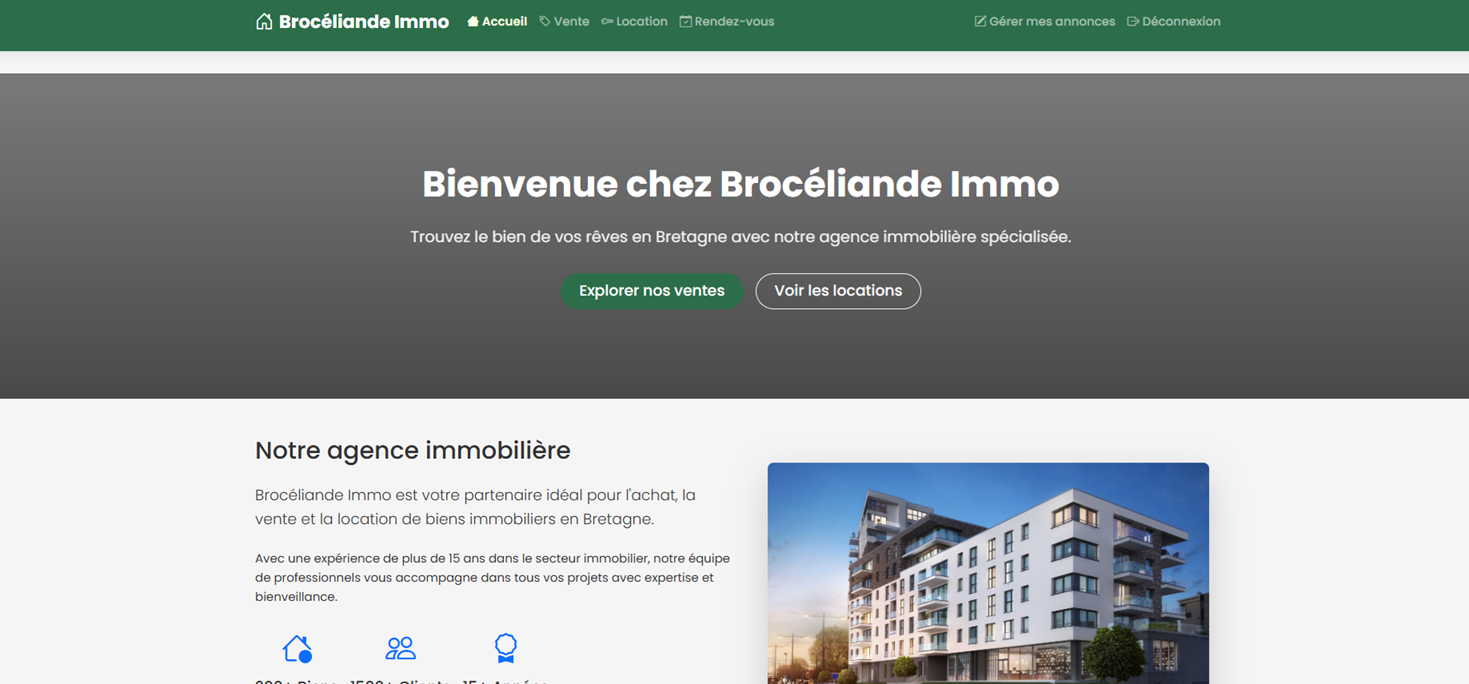 Brocéliande Immo Accueil Vente Location Rendez-vous Gérer mes annonces Déconnexion
Bienvenue chez Brocéliande Immo
Trouvez le bien de vos rêves en Bretagne avec notre agence immobilière spécialisée.
Explorer nos ventes Voir les locations
Notre agence immobilière
Brocéliande Immo est votre partenaire idéal pour l'achat, la
vente et la location de biens immobiliers en Bretagne.
Avec une expérience de plus de 15 ans dans le secteur immobilier, notre équipe
de professionnels vous accompagne dans tous vos projets avec expertise et
bienveillance.